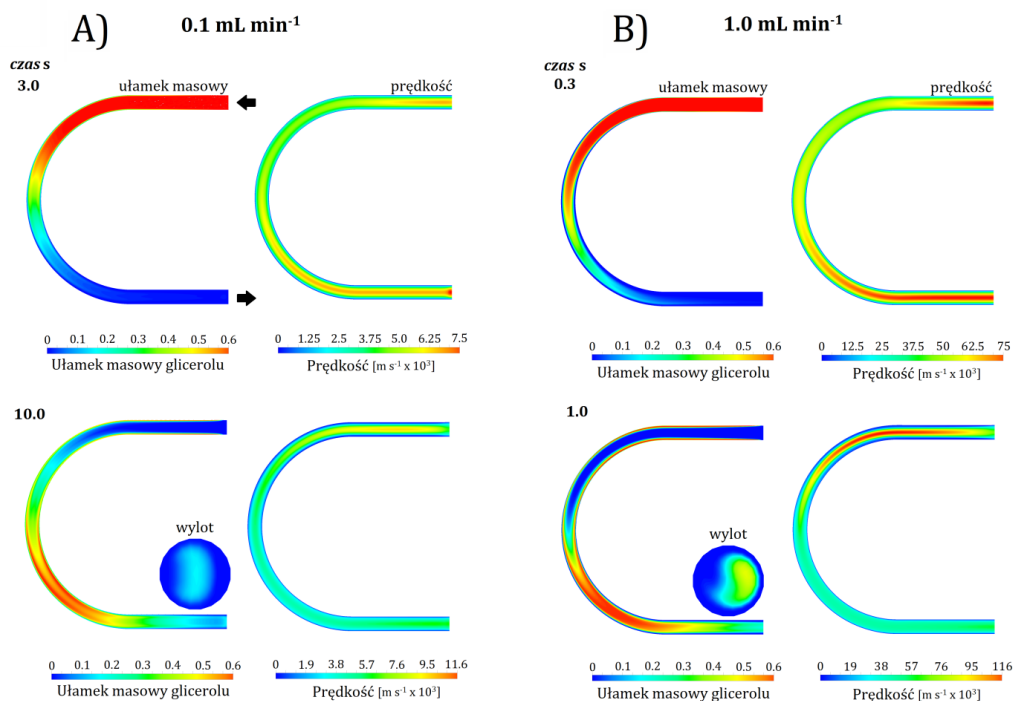 A) 0.1 mL min-1
B) 1.0 mL min-1
czas s
3.0
ułamek masowy
prędkość
czas s
0.3
ułamek masowy
prędkość
0 0.1 0.2 0.3 0.4 0.5 0.6
Ułamek masowy glicerolu
0 1.25 2.5 3.75 5.0 6.25 7.5
Prędkość [m s-1 x 103]
0 0.1 0.2 0.3 0.4 0.5 0.6
Ułamek masowy glicerolu
0 12.5 25 37.5 50 62.5 75
Prędkość [m s-1 x 103]
10.0
wylot
1.0
wylot
0 0.1 0.2 0.3 0.4 0.5 0.6
Ułamek masowy glicerolu
0 1.9 3.8 5.7 7.6 9.5 11.6
Prędkość [m s-1 x 103]
0 0.1 0.2 0.3 0.4 0.5 0.6
Ułamek masowy glicerolu
0 19 38 57 76 95 116
Prędkość [m s-1 x 103]